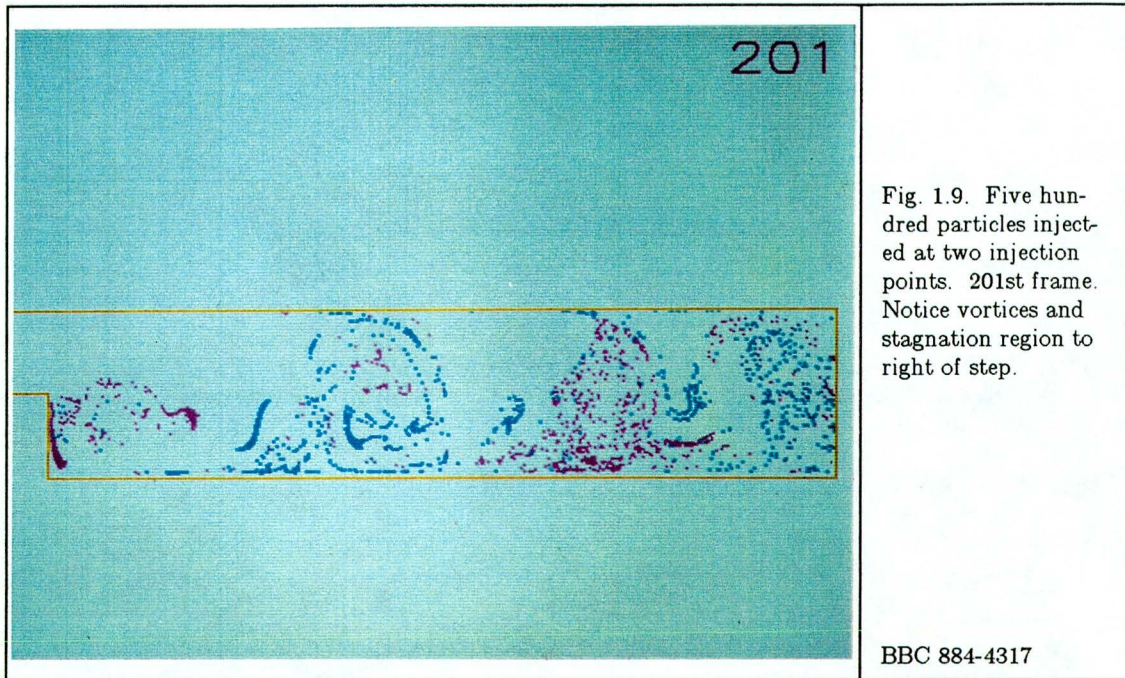 201
Fig. 1.9. Five hun-
dred particles inject-
ed at two injection
points. 201st frame.
Notice vortices and
stagnation region to
right of step.
BBC 884-4317